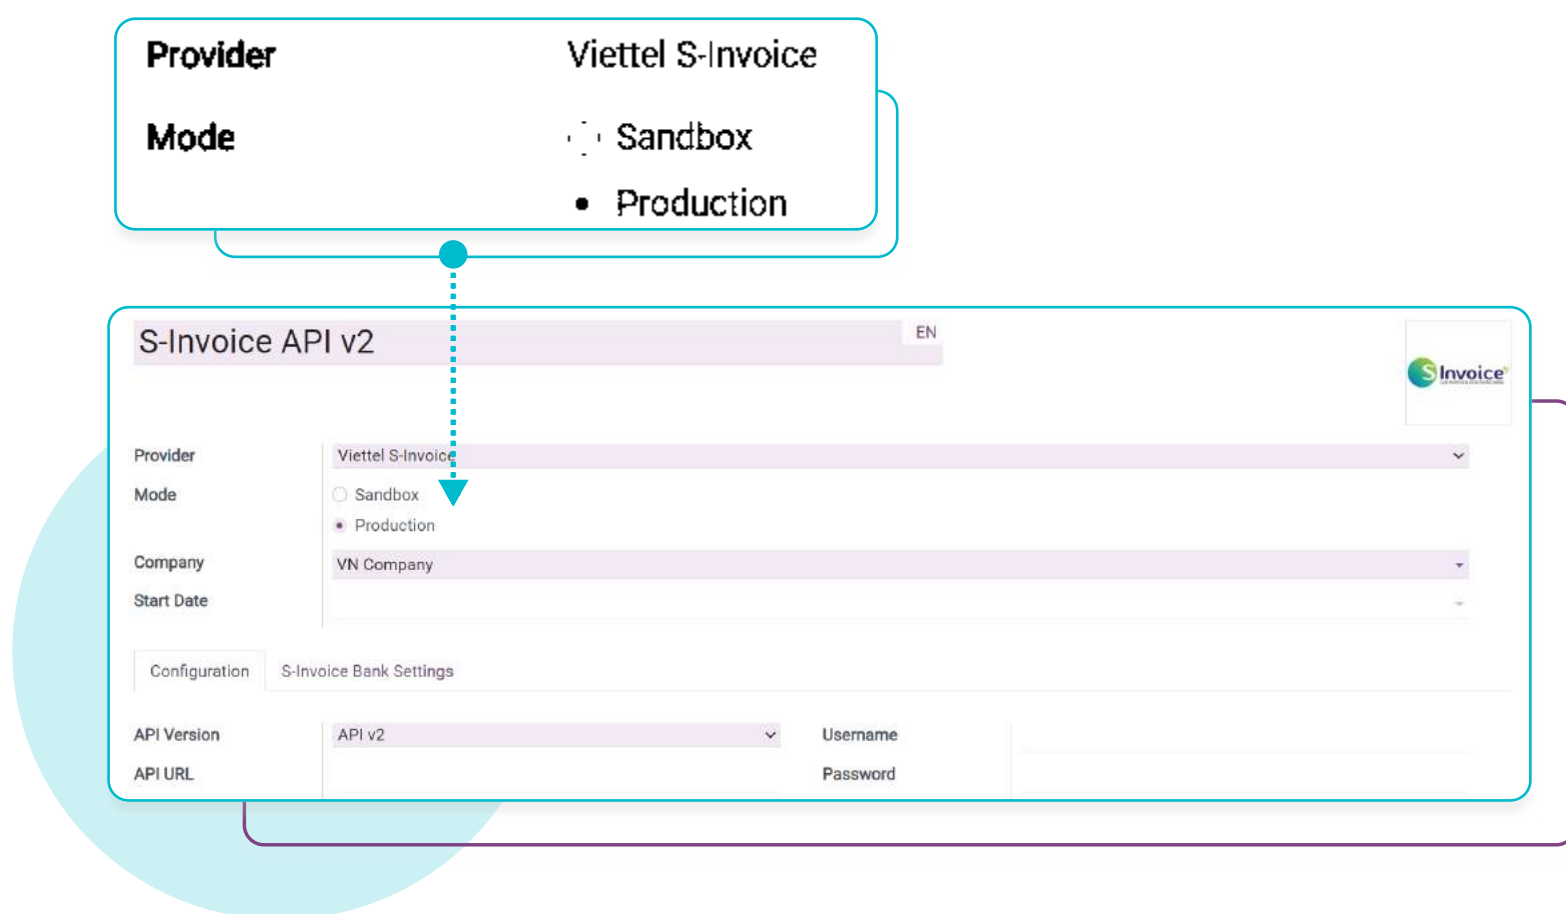 Provider Viettel S-Invoice
Mode Sandbox
Production
S-Invoice API v2 EN
S Invoice
Provider Viettel S-Invoice
Mode Sandbox
Production
Company VN Company
Start Date
Configuration S-Invoice Bank Settings
API Version API v2 Username
API URL Password